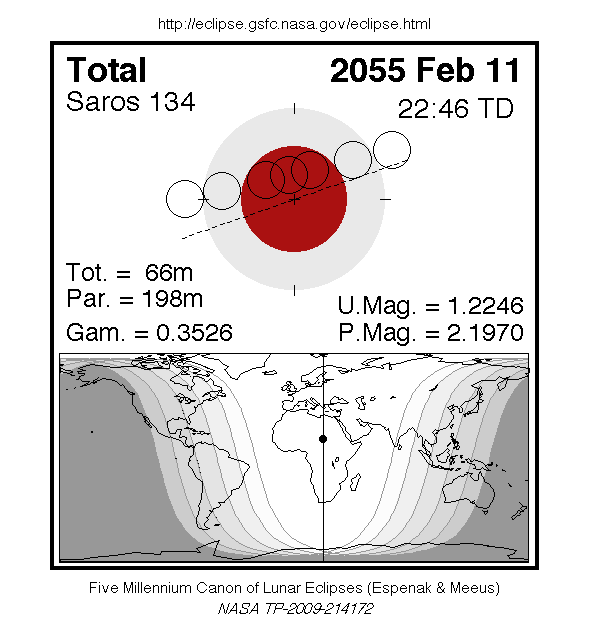 http://eclipse.gsfc.nasa.gov/eclipse.html
Total 2055 Feb 11
Saros 134 22:46 TD
Tot. = 66m
Par. = 198m U.Mag. = 1.2246
Gam. = 0.3526 P.Mag. = 2.1970
Five Millennium Canon of Lunar Eclipses (Espenak & Meeus)
NASA TP-2009-214172